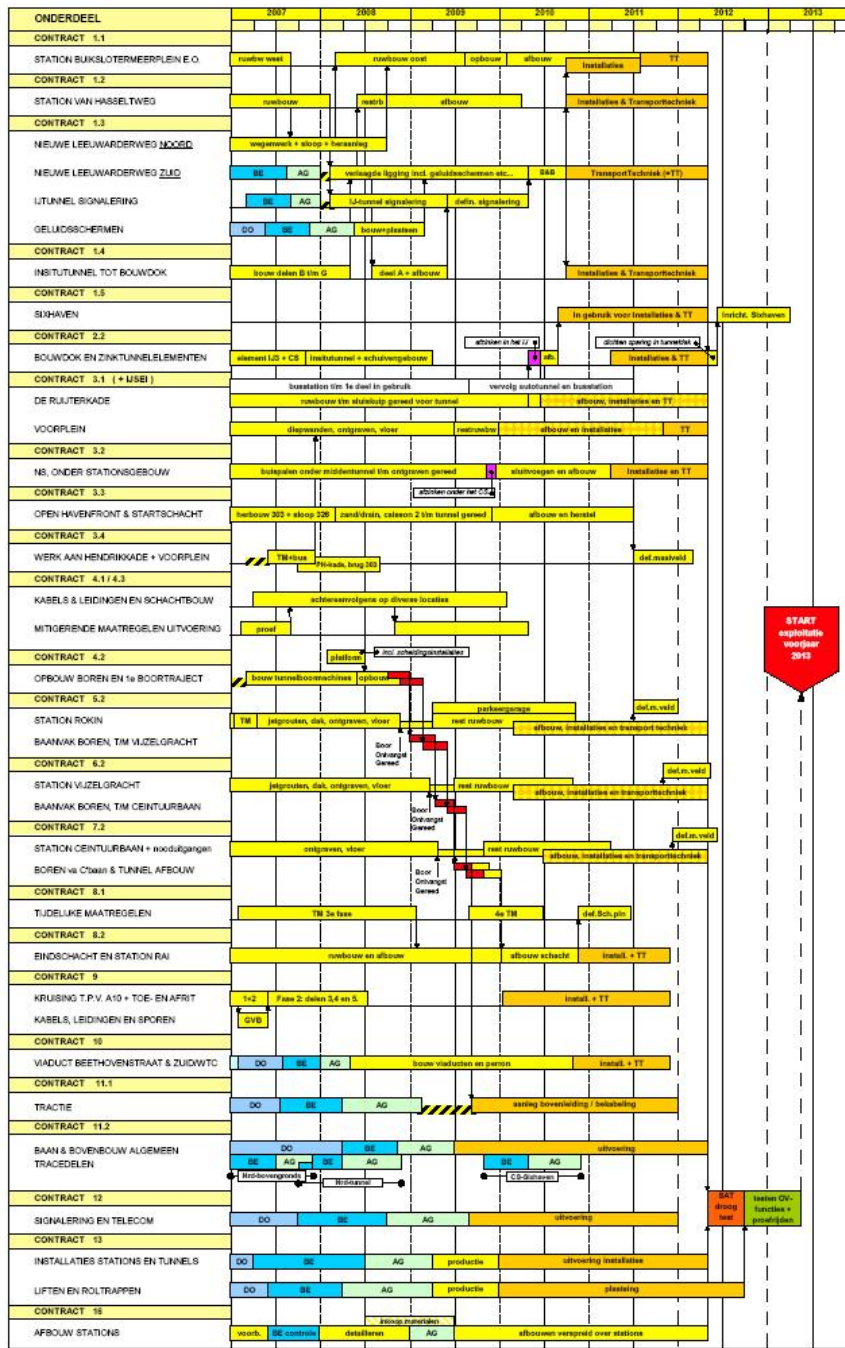 ONDERDEEL 2007 2008 2009 2010 2011 2012 2013
CONTRACT 1.1
STATION BUIKSLOTERMEERPLEIN E.O. ruwbw west ruwbouw oost opbouw afbouw TT
Installaties
CONTRACT 1.2
STATION VAN HASSELTWEG ruwbouw restrb afbouw Installaties & Transporttechniek
CONTRACT 1.3
NIEUWE LEEUWARDERWEG NOORD wegenwerk + sloop + heraanleg
NIEUWE LEEUWARDERWEG ZUID BE AG verlaagde ligging incl. geluidschermen etc... B&B TransportTechniek (=TT)
IJTUNNEL SIGNALERING BE AG IJ-tunnel signalering defin. signalering
GELUIDSSCHERMEN DO BE AG bouw+plaatsen
CONTRACT 1.4
INSITUTUNNEL TOT BOUWDOK bouw delen B t/m G deel A + afbouw Installaties & Transporttechniek
CONTRACT 1.5
SIXHAVEN In gebruik voor Installaties & TT Inricht. Sixhaven
CONTRACT 2.2 afzinken in het IJ dichten sparing in tunneldak
BOUWDOK EN ZINKTUNNELELEMENTEN element IJ3 + CS insitutunnel + schuivengebouw afb. Installaties & TT
CONTRACT 3.1 ( + IJSEI ) busstation t/m 1e deel in gebruik vervolg autotunnel en busstation
DE RUIJTERKADE ruwbouw t/m sluiskuip gereed voor tunnel afbouw, installaties en TT
VOORPLEIN diepwanden, ontgraven, vloer restruwbw afbouw en installaties TT
CONTRACT 3.2
NS, ONDER STATIONSGEBOUW buispalen onder middentunnel t/m ontgraven gereed sluitvoegen en afbouw Installaties en TT
CONTRACT 3.3 afzinken onder het CS
OPEN HAVENFRONT & STARTSCHACHT herbouw 303 + sloop 326 zand/drain, caisson 2 t/m tunnel gereed afbouw en herstel
CONTRACT 3.4
WERK AAN HENDRIKKADE + VOORPLEIN TM+bus def.maaiveld
PH-kade, brug 303
CONTRACT 4.1 / 4.3
KABELS & LEIDINGEN EN SCHACHTBOUW achtereenvolgens op diverse locaties
MITIGERENDE MAATREGELEN UITVOERING proef
START
exploitatie
voorjaar
2013
CONTRACT 4.2 platform incl. scheidingsinstallaties
OPBOUW BOREN EN 1e BOORTRAJECT bouw tunnelboormachines opbouw
CONTRACT 5.2 parkeergarage def.m.veld
STATION ROKIN TM jetgrouten, dak, ontgraven, vloer rest ruwbouw
afbouw, installaties en transport techniek
BAANVAK BOREN, T/M VIJZELGRACHT Boor
Ontvangst
Gereed
CONTRACT 6.2 def.m.veld
STATION VIJZELGRACHT jetgrouten, dak, ontgraven, vloer rest ruwbouw
afbouw, installaties en transporttechniek
BAANVAK BOREN, T/M CEINTUURBAAN Boor
Ontvangst
Gereed
CONTRACT 7.2 def.m.veld
STATION CEINTUURBAAN + nooduitgangen ontgraven, vloer rest ruwbouw
afbouw, installaties en transporttechniek
BOREN va C'baan & TUNNEL AFBOUW Boor
Ontvangst
Gereed
CONTRACT 8.1
TIJDELIJKE MAATREGELEN TM 3e fase 4e TM def.Sch.pln
CONTRACT 8.2
EINDSCHACHT EN STATION RAI ruwbouw en afbouw afbouw schacht install. + TT
CONTRACT 9
KRUISING T.P.V. A10 + TOE- EN AFRIT 1+2 Fase 2: delen 3,4 en 5. install. + TT
KABELS, LEIDINGEN EN SPOREN GVB
CONTRACT 10
VIADUCT BEETHOVENSTRAAT & ZUID/WTC DO BE AG bouw viaducten en perron install. + TT
CONTRACT 11.1
TRACTIE DO BE AG aanleg bovenleiding / bekabeling
CONTRACT 11.2
BAAN & BOVENBOUW ALGEMEEN DO BE AG uitvoering
TRACEDELEN BE AG BE AG BE AG
Nrd-bovengronds Nrd-tunnel CS-Sixhaven
CONTRACT 12
SIGNALERING EN TELECOM DO BE AG uitvoering
SAT
droog
test
testen OV-
functies +
proefrijden
CONTRACT 13
INSTALLATIES STATIONS EN TUNNELS DO BE AG productie uitvoering installaties
LIFTEN EN ROLTRAPPEN DO BE AG productie plaatsing
CONTRACT 16 inkoop materialen
AFBOUW STATIONS voorb. BE controle detailleren AG afbouwen verspreid over stations